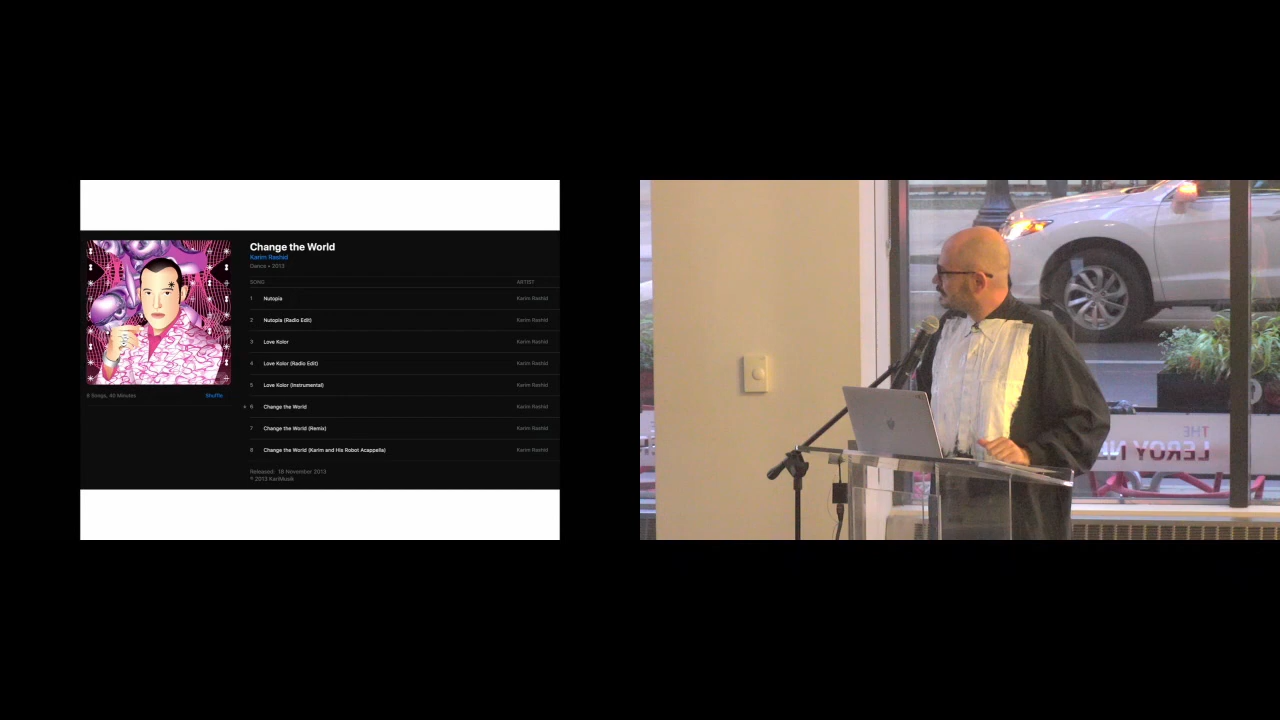 Change the World
Karim Rashid
Dance • 2013
SONG ARTIST
1 Nutopia Karim Rashid
2 Nutopia (Radio Edit) Karim Rashid
3 Love Kolor Karim Rashid
4 Love Kolor (Radio Edit) Karim Rashid
5 Love Kolor (Instrumental) Karim Rashid
6 Change the World Karim Rashid
7 Change the World (Remix) Karim Rashid
8 Change the World (Karim and His Robot Acappella) Karim Rashid
8 Songs, 46 Minutes Shuffle
Released: 18 November 2013
℗ 2013 KariMusik
THE
LEROY NE